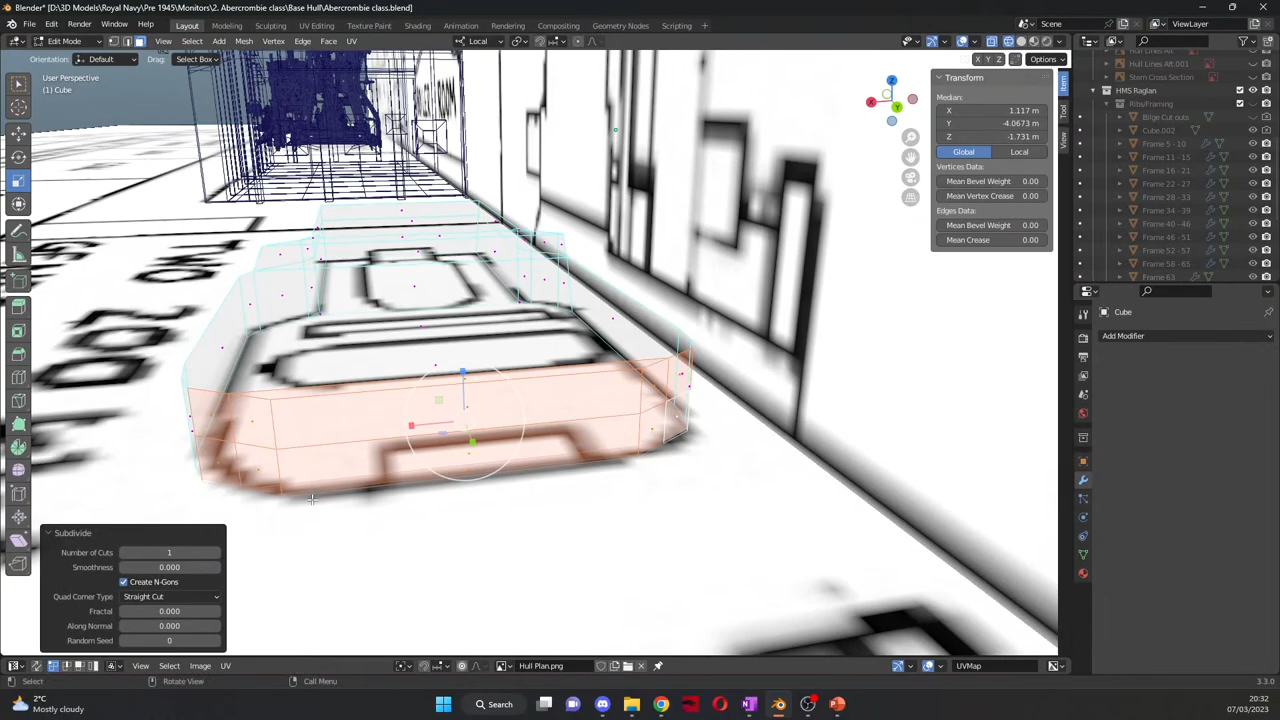 Blender* [D:\3D Models\Royal Navy\Pre 1945\Monitors\2. Abercrombie class\Base Hull\Abercrombie class.blend]
File Edit Render Window Help Layout Modeling Sculpting UV Editing Texture Paint Shading Animation Rendering Compositing Geometry Nodes Scripting + Scene ViewLayer
Edit Mode View Select Add Mesh Vertex Edge Face UV Local
Orientation: Default Drag: Select Box X Y Z Options
User Perspective
(1) Cube
Transform
Median:
X 1.117 m
Y -4.0673 m
Z -1.731 m
Global Local
Vertices Data:
Mean Bevel Weight 0.00
Mean Vertex Crease 0.00
Edges Data:
Mean Bevel Weight 0.00
Mean Crease 0.00
Item
Tool
View
Z
X
Y
Hull Lines Aft
Hull Lines Aft.001
Stern Cross Section
HMS Raglan
Ribs/Framing
Bilge Cut outs
Cube.002
Frame 5 -10
Frame 11 -15
Frame 16 -21
Frame 22 -27
Frame 28 -33
Frame 34 -39
Frame 40 -46
Frame 46 -51
Frame 52 -57
Frame 58 -65
Frame 63
Cube
Add Modifier
Subdivide
Number of Cuts 1
Smoothness 0.000
Create N-Gons
Quad Corner Type Straight Cut
Fractal 0.000
Along Normal 0.000
Random Seed 0
View Select Image UV Hull Plan.png UVMap
Select Rotate View Call Menu 3.3.0
2°C
Mostly cloudy
Search
20:32
07/03/2023